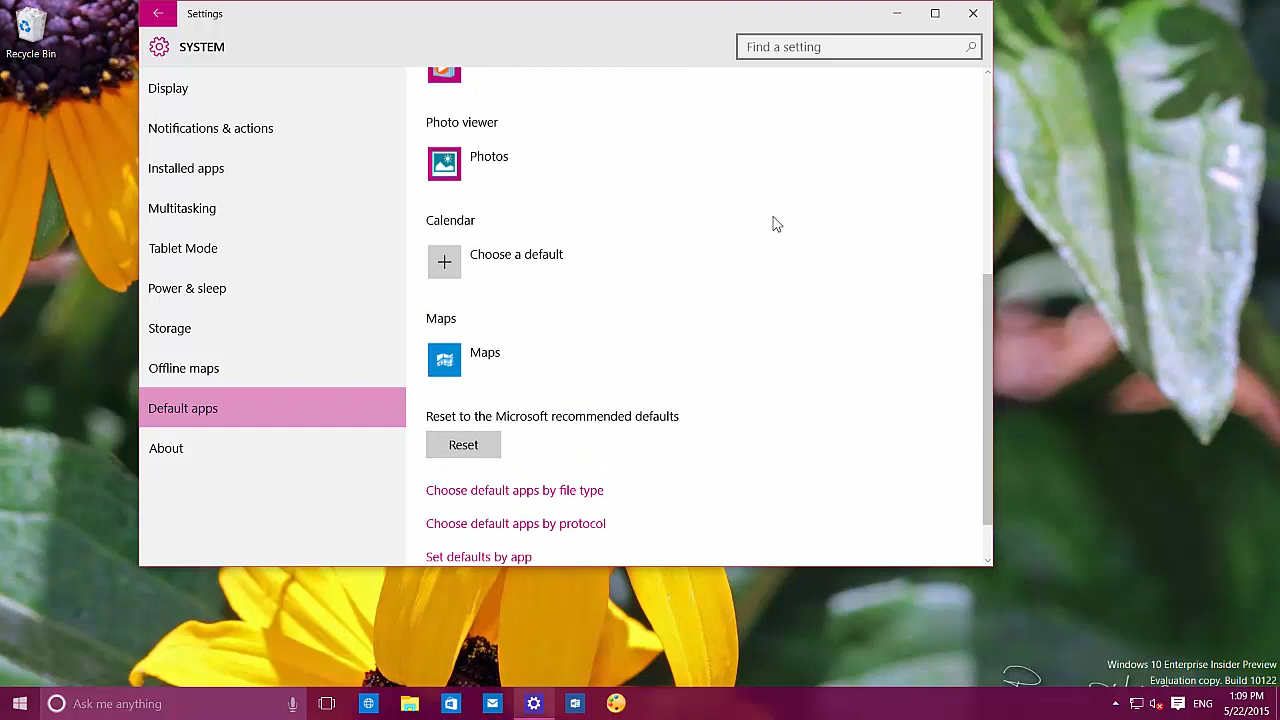 Recycle Bin
Settings
SYSTEM
Find a setting
Display
Notifications & actions
Installed apps
Multitasking
Tablet Mode
Power & sleep
Storage
Offline maps
Default apps
About
Photo viewer
Photos
Calendar
Choose a default
Maps
Maps
Reset to the Microsoft recommended defaults
Reset
Choose default apps by file type
Choose default apps by protocol
Set defaults by app
Windows 10 Enterprise Insider Preview
Evaluation copy. Build 10122
Ask me anything
ENG
1:09 PM
5/22/2015